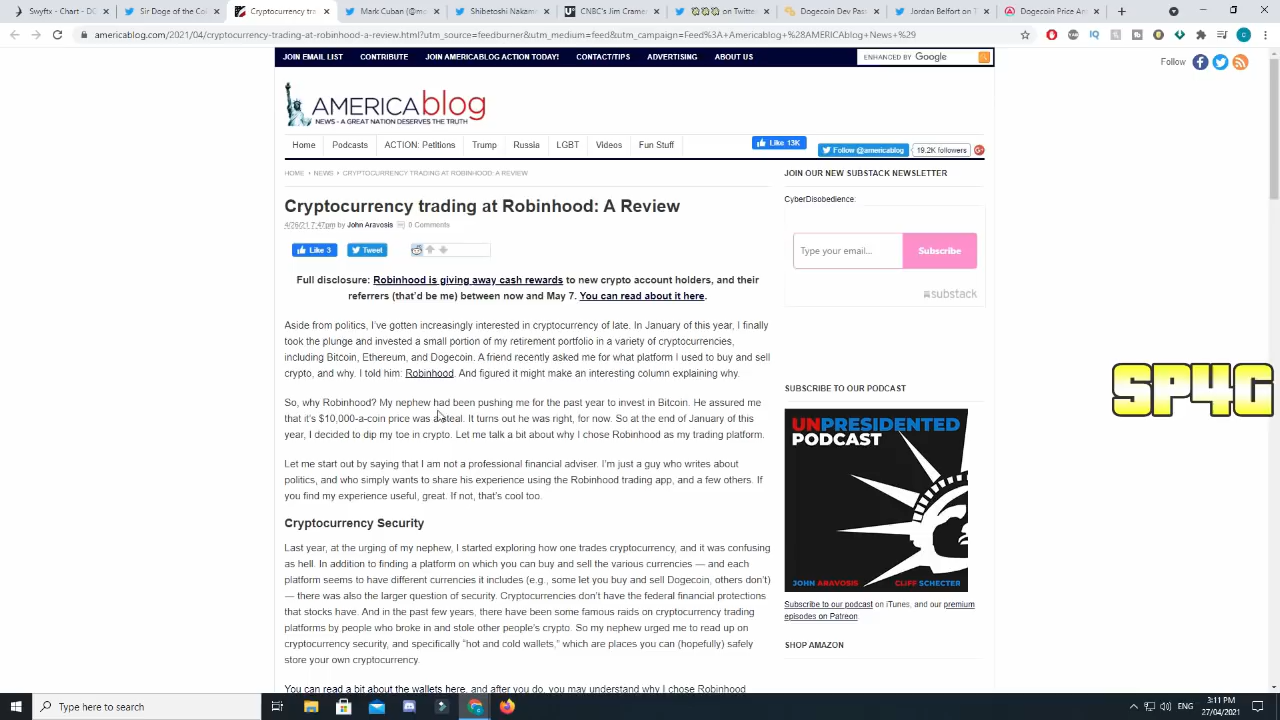 Swyftx - Chart - DO
Sir Doge of the Co
Cryptocurrency tra
Mark Cuban (@mc
CNBC's Jim Crame
Dogecoin Dev Pa
Jordan Belfort on T
Dogecoin Account
americablog.com/2021/04/cryptocurrency-trading-at-robinhood-a-review.html?utm_source=feedburner&utm_medium=feed&utm_campaign=Feed%3A+Americablog+%28AMERICAblog+News+%29
JOIN EMAIL LIST CONTRIBUTE JOIN AMERICABLOG ACTION TODAY! CONTACT/TIPS ADVERTISING ABOUT US
ENHANCED BY Google
Follow
AMERICAblog
NEWS - A GREAT NATION DESERVES THE TRUTH
Home Podcasts ACTION: Petitions Trump Russia LGBT Videos Fun Stuff
Like 13K
Follow @americablog 19.2K followers
HOME › NEWS › CRYPTOCURRENCY TRADING AT ROBINHOOD: A REVIEW
Cryptocurrency trading at Robinhood: A Review
4/26/21 7:47pm by John Aravosis 0 Comments
Like 3 Tweet
Full disclosure: Robinhood is giving away cash rewards to new crypto account holders, and their
referrers (that'd be me) between now and May 7. You can read about it here.
Aside from politics, I've gotten increasingly interested in cryptocurrency of late. In January of this year, I finally
took the plunge and invested a small portion of my retirement portfolio in a variety of cryptocurrencies,
including Bitcoin, Ethereum, and Dogecoin. A friend recently asked me for what platform I used to buy and sell
crypto, and why. I told him: Robinhood. And figured it might make an interesting column explaining why.
So, why Robinhood? My nephew had been pushing me for the past year to invest in Bitcoin. He assured me
that it's $10,000-a-coin price was a steal. It turns out he was right, for now. So at the end of January of this
year, I decided to dip my toe in crypto. Let me talk a bit about why I chose Robinhood as my trading platform.
Let me start out by saying that I am not a professional financial adviser. I'm just a guy who writes about
politics, and who simply wants to share his experience using the Robinhood trading app, and a few others. If
you find my experience useful, great. If not, that's cool too.
Cryptocurrency Security
Last year, at the urging of my nephew, I started exploring how one trades cryptocurrency, and it was confusing
as hell. In addition to finding a platform on which you can buy and sell the various currencies — and each
platform seems to have different currencies it includes (e.g., some let you buy and sell Dogecoin, others don't)
— there was also the larger question of security. Cryptocurrencies don't have the federal financial protections
that stocks have. And in the past few years, there have been some famous raids on cryptocurrency trading
platforms by people who broke in and stole other people's crypto. So my nephew urged me to read up on
cryptocurrency security, and specifically "hot and cold wallets," which are places you can (hopefully) safely
store your own cryptocurrency.
You can read a bit about the wallets here, and after you do, you may understand why I chose Robinhood
JOIN OUR NEW SUBSTACK NEWSLETTER
CyberDisobedience:
Type your email... Subscribe
substack
SUBSCRIBE TO OUR PODCAST
UNPRESIDENTED
PODCAST
JOHN ARAVOSIS CLIFF SCHECTER
Subscribe to our podcast on iTunes, and our premium
episodes on Patreon
SHOP AMAZON
SP4G
Type here to search
ENG
3:11 PM
27/04/2021